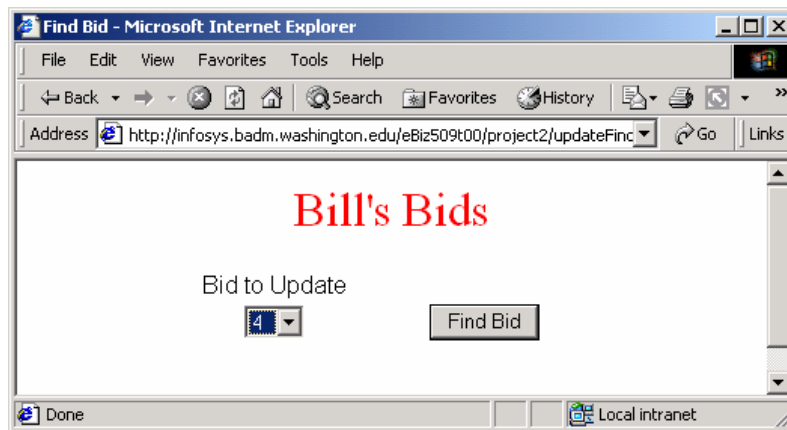 Find Bid - Microsoft Internet Explorer
File Edit View Favorites Tools Help
Back Search Favorites History »
Address http://infosys.badm.washington.edu/eBiz509t00/project2/updateFinc Go Links
Bill's Bids
Bid to Update
4 Find Bid
Done Local intranet